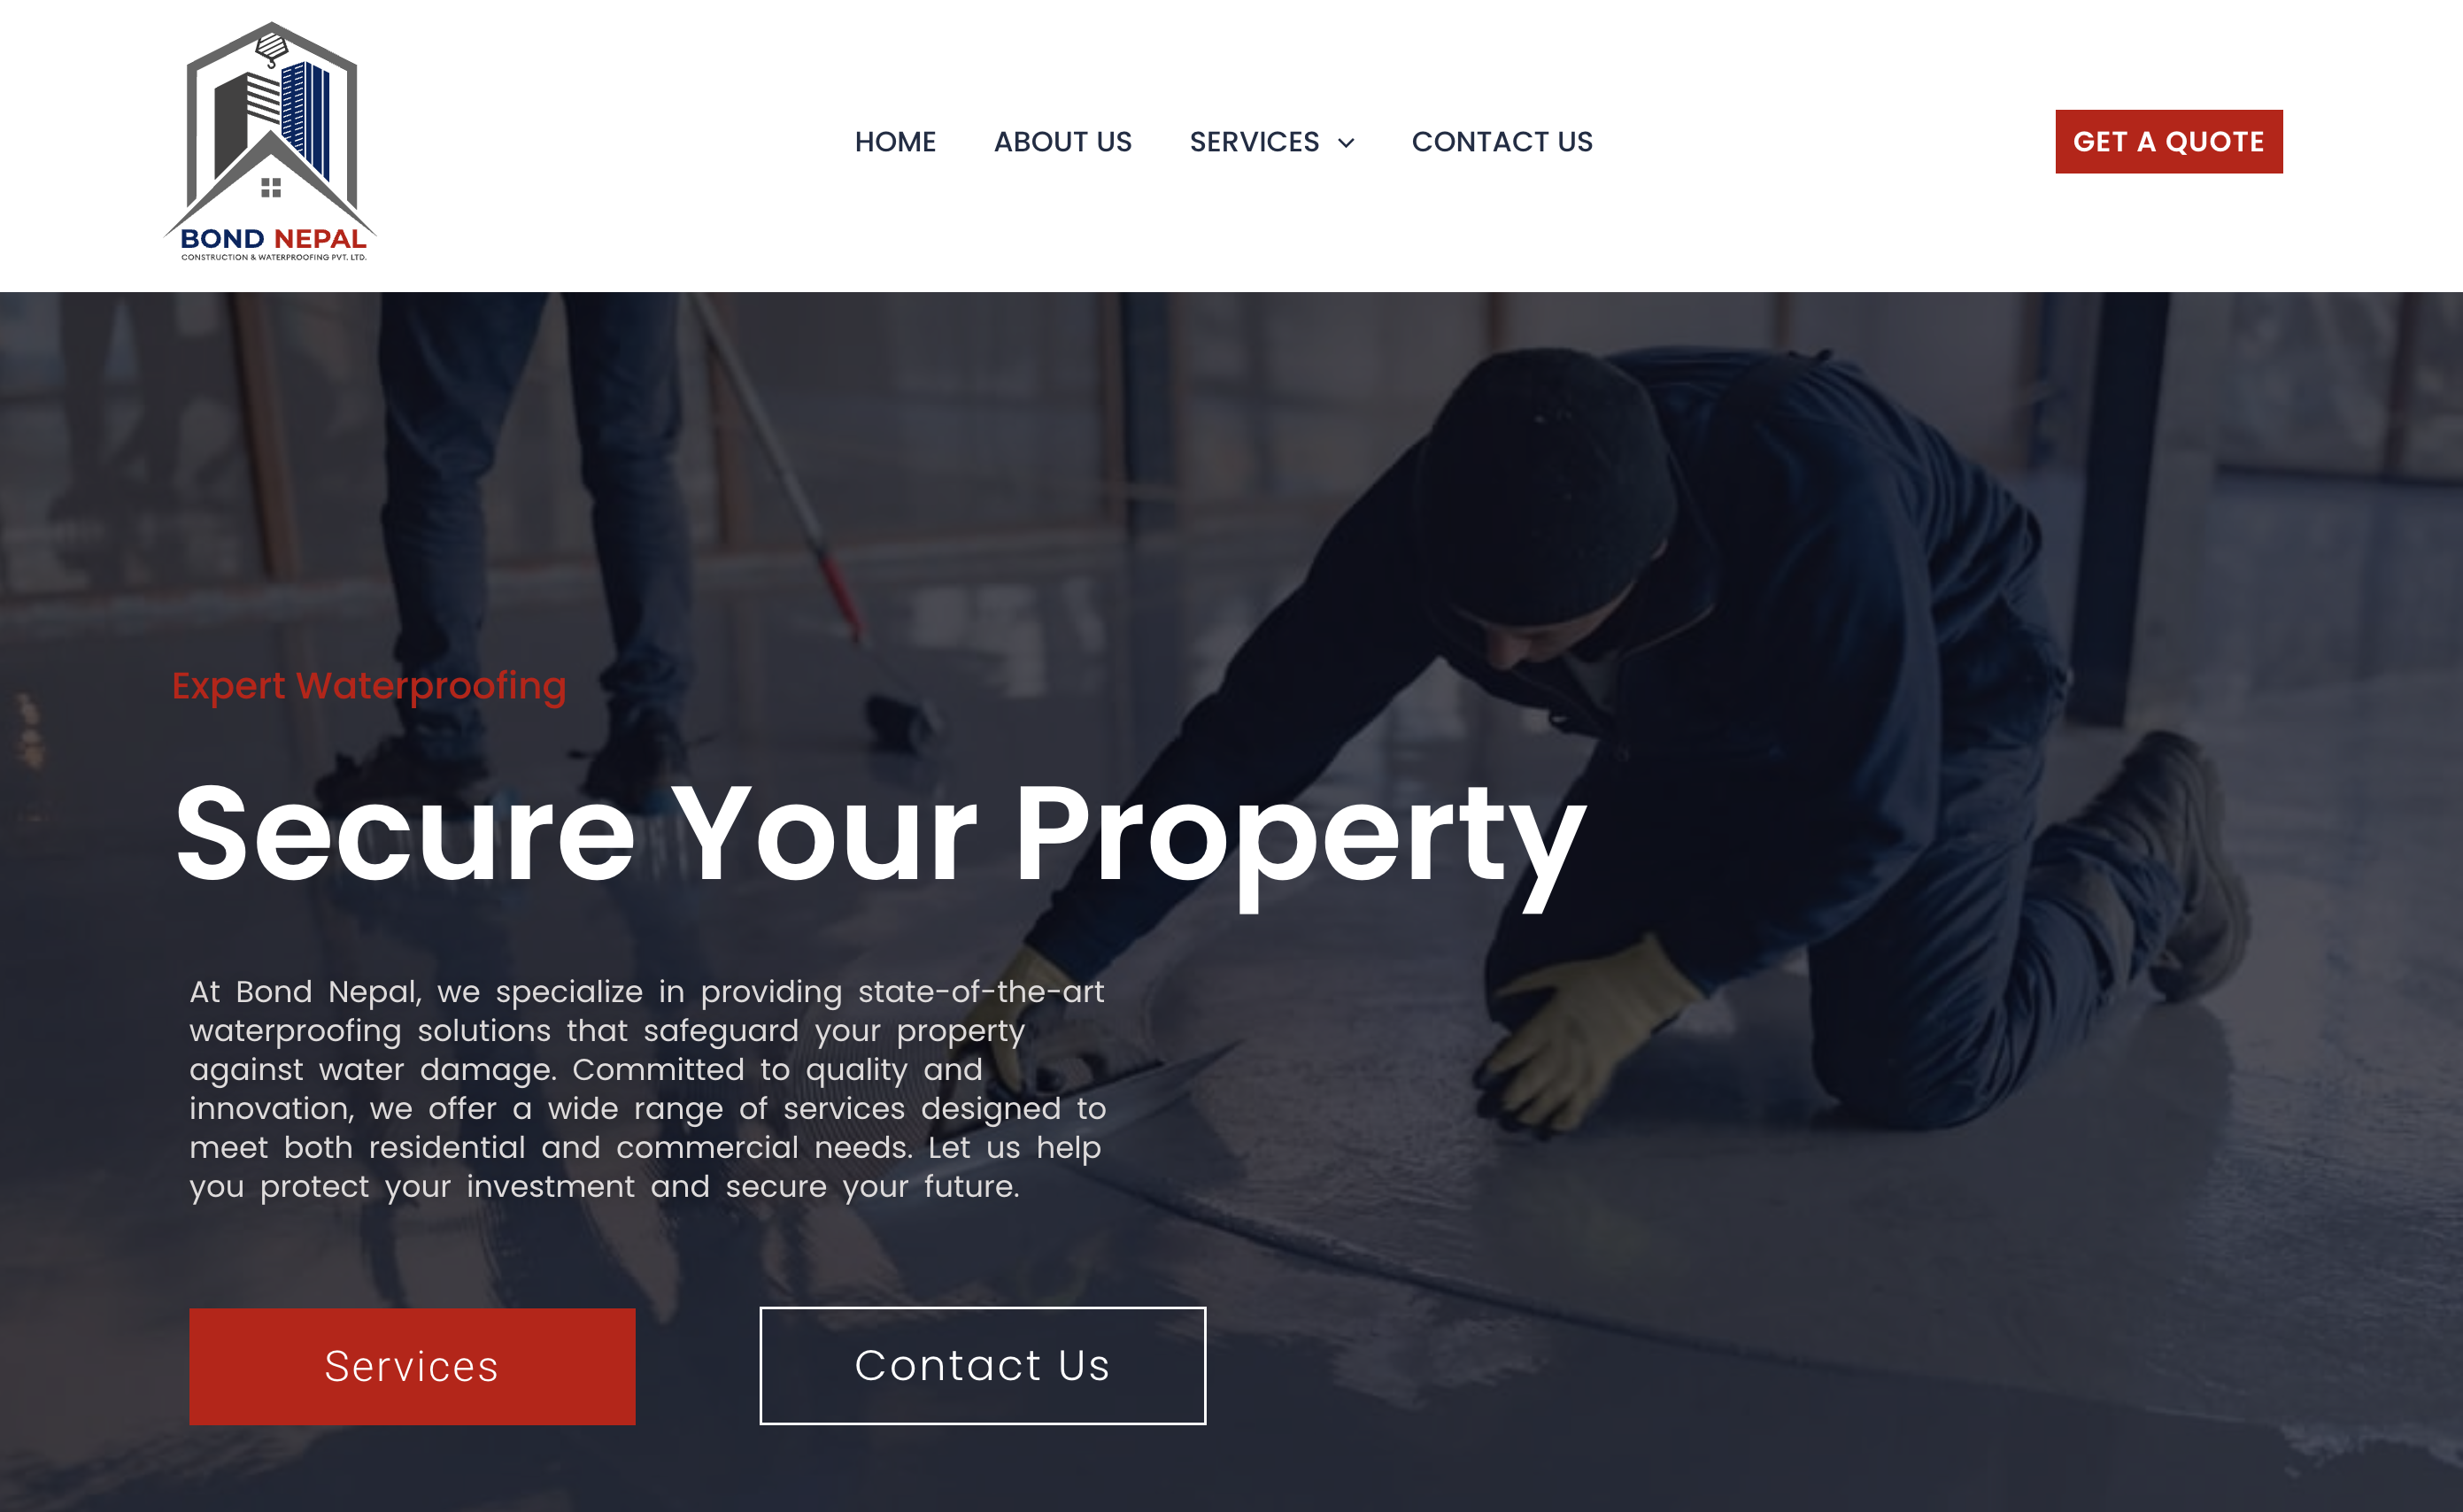 BOND NEPAL
CONSTRUCTION & WATERPROOFING PVT. LTD.
HOME ABOUT US SERVICES CONTACT US
GET A QUOTE
Expert Waterproofing
Secure Your Property
At Bond Nepal, we specialize in providing state-of-the-art
waterproofing solutions that safeguard your property
against water damage. Committed to quality and
innovation, we offer a wide range of services designed to
meet both residential and commercial needs. Let us help
you protect your investment and secure your future.
Services
Contact Us